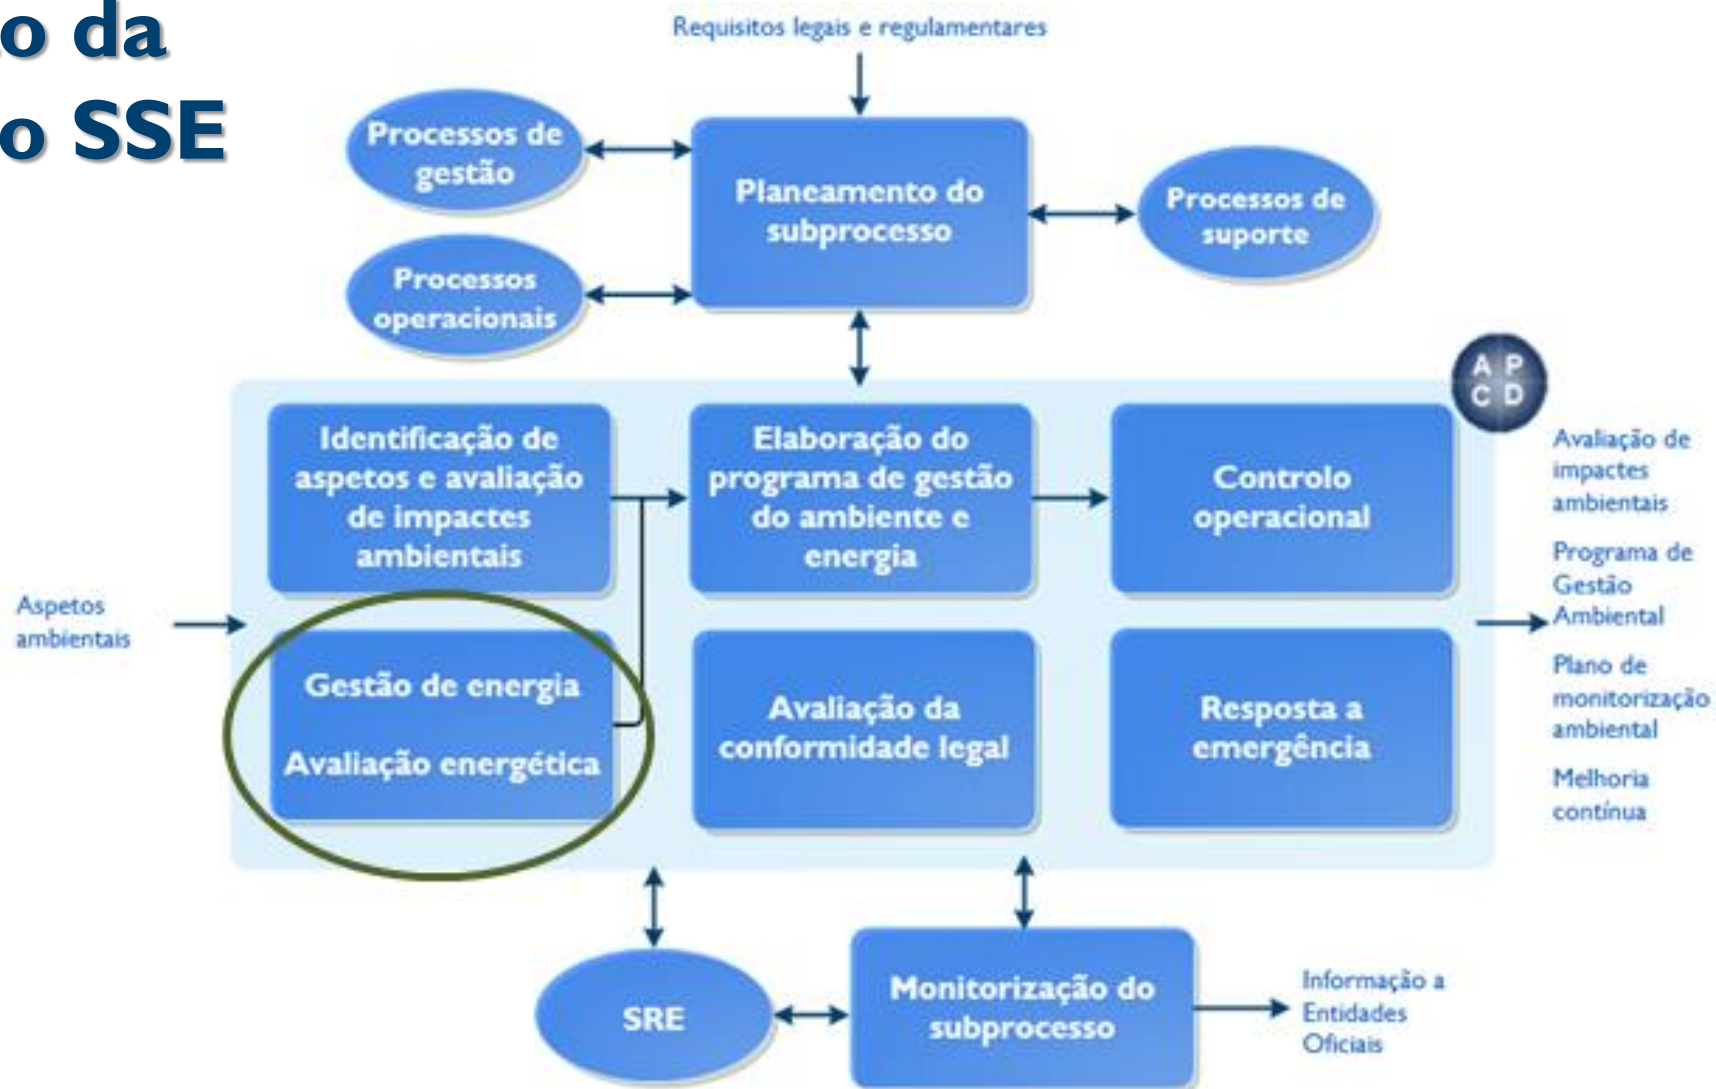 o da
o SSE
Requisitos legais e regulamentares
Processos de
gestão
Planeamento do
subprocesso
Processos de
suporte
Processos
operacionais
A P
C D
Identificação de
aspetos e avaliação
de impactes
ambientais
Elaboração do
programa de gestão
do ambiente e
energia
Controlo
operacional
Aspetos
ambientais
Gestão de energia
Avaliação energética
Avaliação da
conformidade legal
Resposta a
emergência
Avaliação de
impactes
ambientais
Programa de
Gestão
Ambiental
Plano de
monitorização
ambiental
Melhoria
contínua
SRE
Monitorização do
subprocesso
Informação a
Entidades
Oficiais